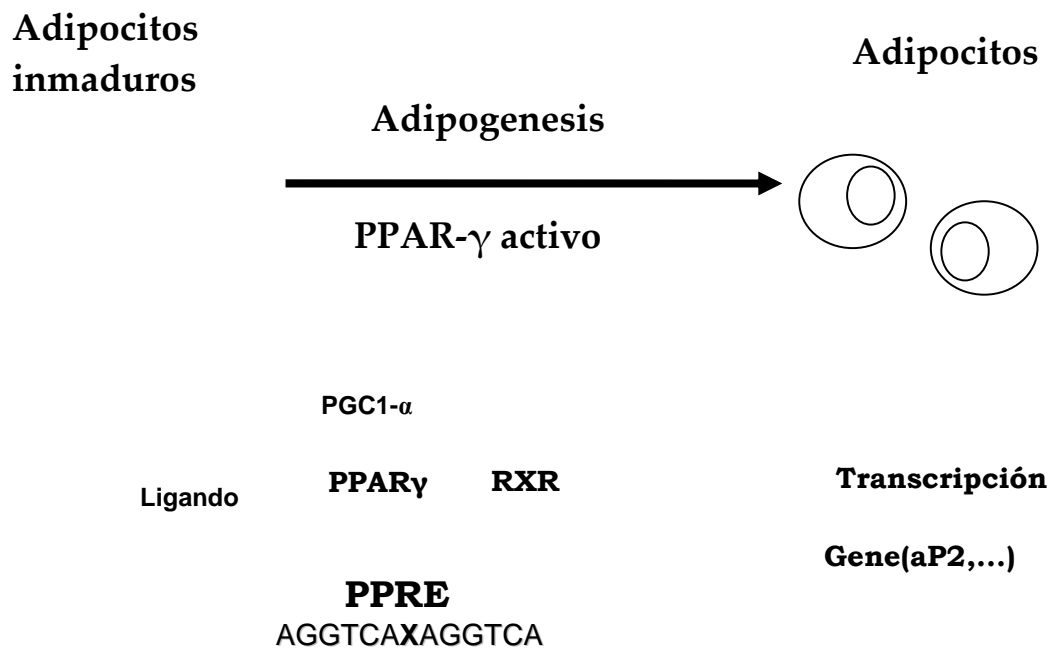 Adipocitos
inmaduros
Adipocitos
Adipogenesis
PPAR-γ activo
PGC1-α
Ligando
PPARγ
RXR
Transcripción
Gene(aP2,...)
PPRE
AGGTCAXAGGTCA